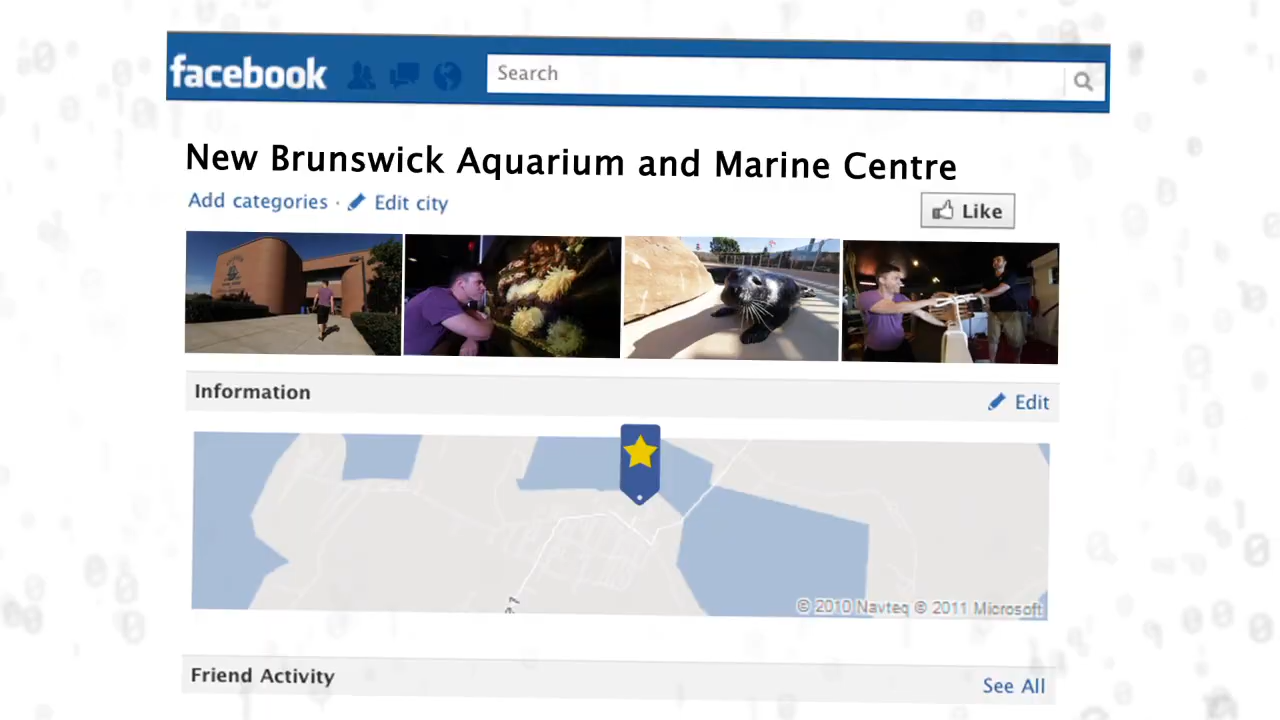 facebook
Search
New Brunswick Aquarium and Marine Centre
Add categories · Edit city
Like
Information
Edit
© 2010 Navteq © 2011 Microsoft
Friend Activity
See All